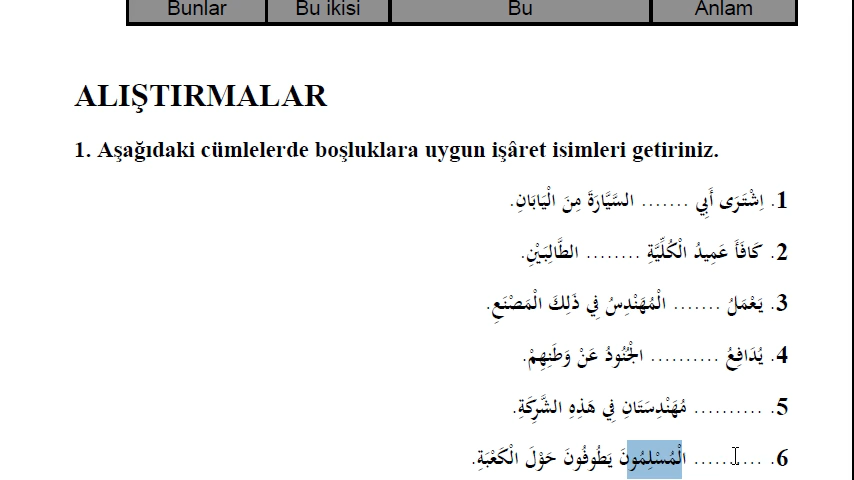 Bunlar Bu ikisi Bu Anlam
ALIŞTIRMALAR
1. Aşağıdaki cümlelerde boşluklara uygun işâret isimleri getiriniz.
1. اِشْتَرَى أَبِي ....... السَّيَّارَةَ مِنَ الْيَابَانِ.
2. كَافَأَ عَمِيدُ الْكُلِّيَّةِ ........ الطَّالِبَيْنِ.
3. يَعْمَلُ ....... الْمُهَنْدِسُ فِي ذَلِكَ الْمَصْنَعِ.
4. يُدَافِعُ .......... الْجُنُودُ عَنْ وَطَنِهِمْ.
5. .......... مُهَنْدِسَتَانِ فِي هَذِهِ الشَّرِكَةِ.
6. .......... الْمُسْلِمُونَ يَطُوفُونَ حَوْلَ الْكَعْبَةِ.